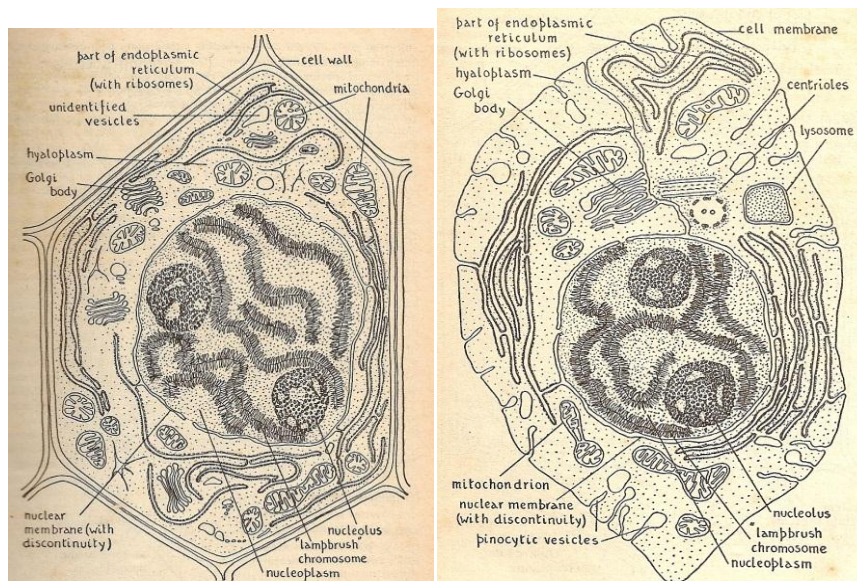 part of endoplasmic
reticulum
(with ribosomes)
cell wall
unidentified
vesicles
mitochondria
hyaloplasm
Golgi
body
nuclear
membrane (with
discontinuity)
nucleolus
"lampbrush"
chromosome
nucleoplasm
part of endoplasmic
reticulum
(with ribosomes)
cell membrane
hyaloplasm
Golgi
body
centrioles
lysosome
mitochondrion
nuclear membrane
(with discontinuity)
pinocytic vesicles
nucleolus
"lampbrush
chromosome
nucleoplasm